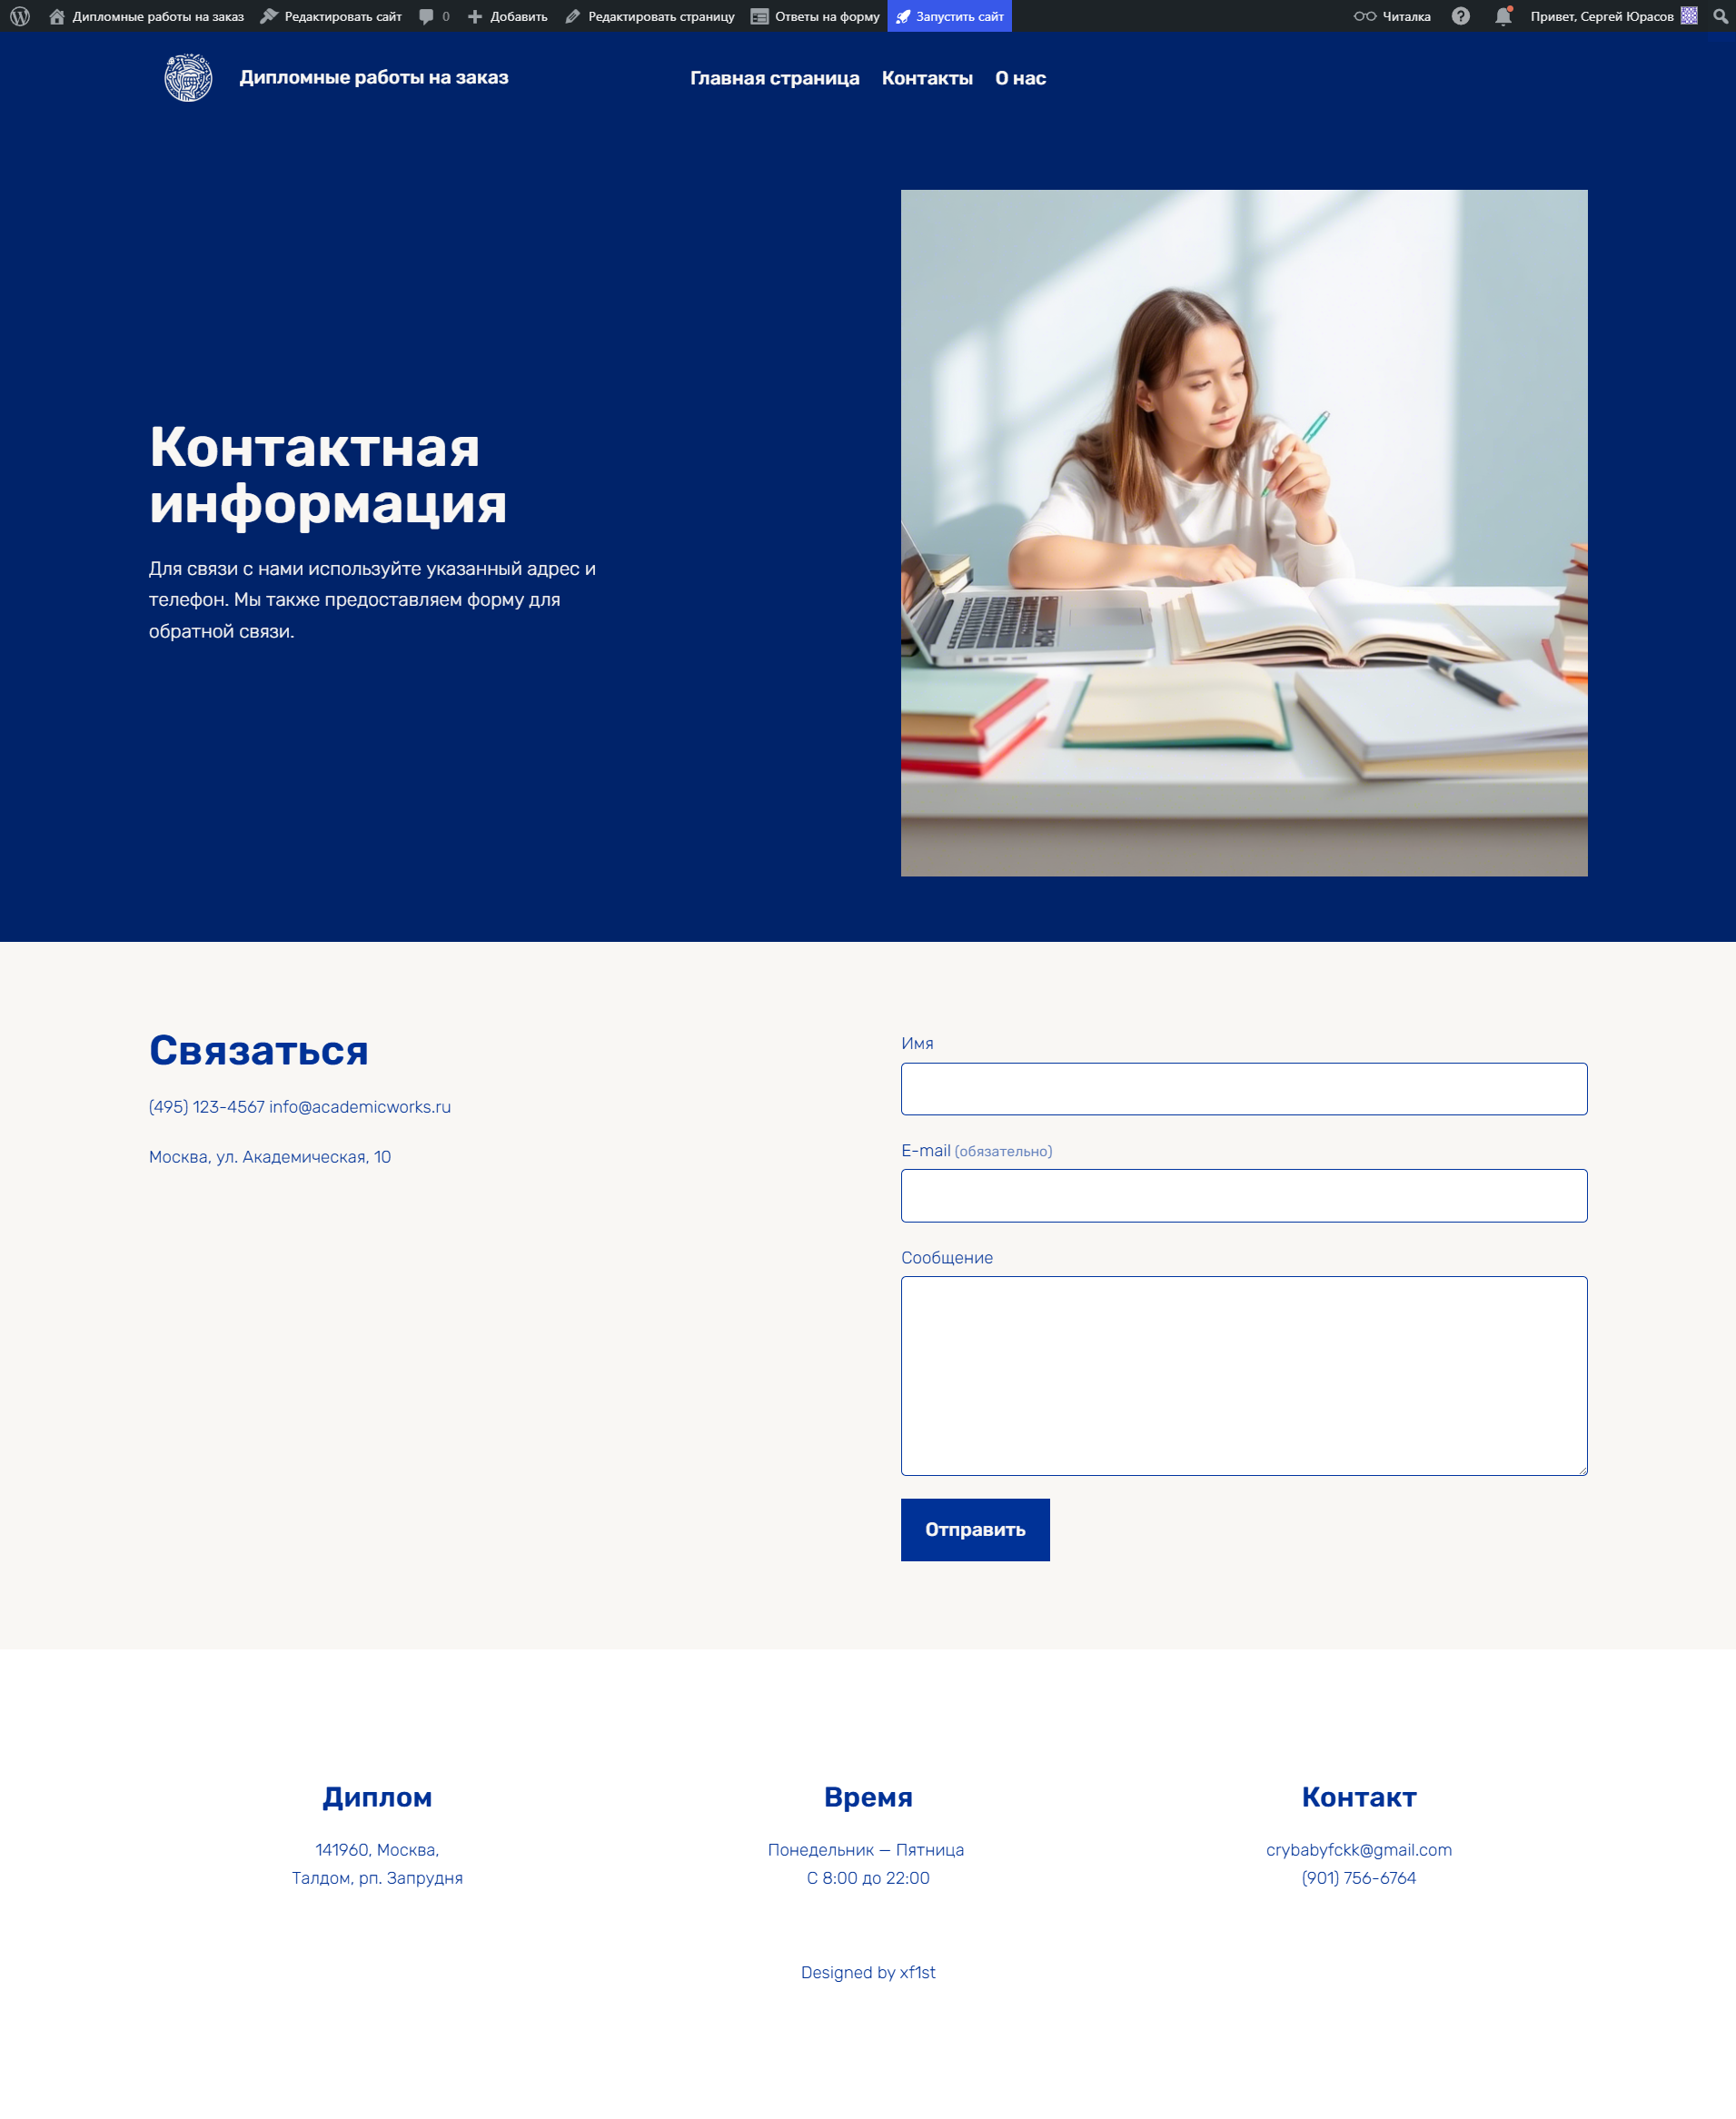 Дипломные работы на заказ Редактировать сайт 0 Добавить Редактировать страницу Ответы на форму Запустить сайт Читалка Привет, Сергей Юрасов
Дипломные работы на заказ
Главная страница Контакты О нас
Контактная
информация
Для связи с нами используйте указанный адрес и
телефон. Мы также предоставляем форму для
обратной связи.
Связаться
(495) 123-4567 info@academicworks.ru
Москва, ул. Академическая, 10
Имя
E-mail (обязательно)
Сообщение
Отправить
Диплом
141960, Москва,
Талдом, рп. Запрудня
Время
Понедельник — Пятница
С 8:00 до 22:00
Контакт
crybabyfckk@gmail.com
(901) 756-6764
Designed by xf1st